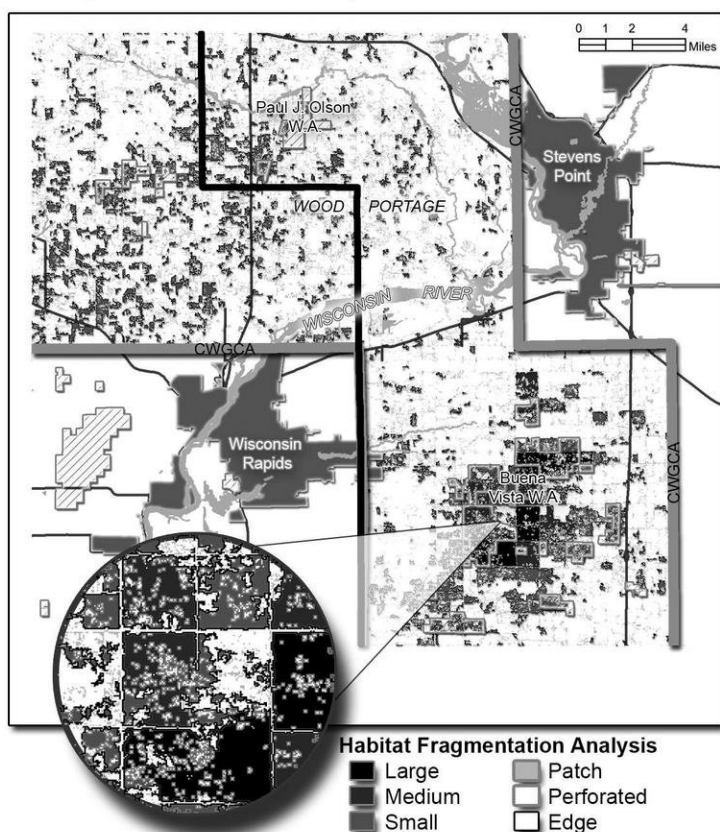 0 1 2 4
Miles
Paul J. Olson
W.A.
CWGCA
Stevens
Point
WOOD PORTAGE
WISCONSIN RIVER
CWGCA
Wisconsin
Rapids
Buena
Vista W.A.
CWGCA
Habitat Fragmentation Analysis
Large
Medium
Small
Patch
Perforated
Edge